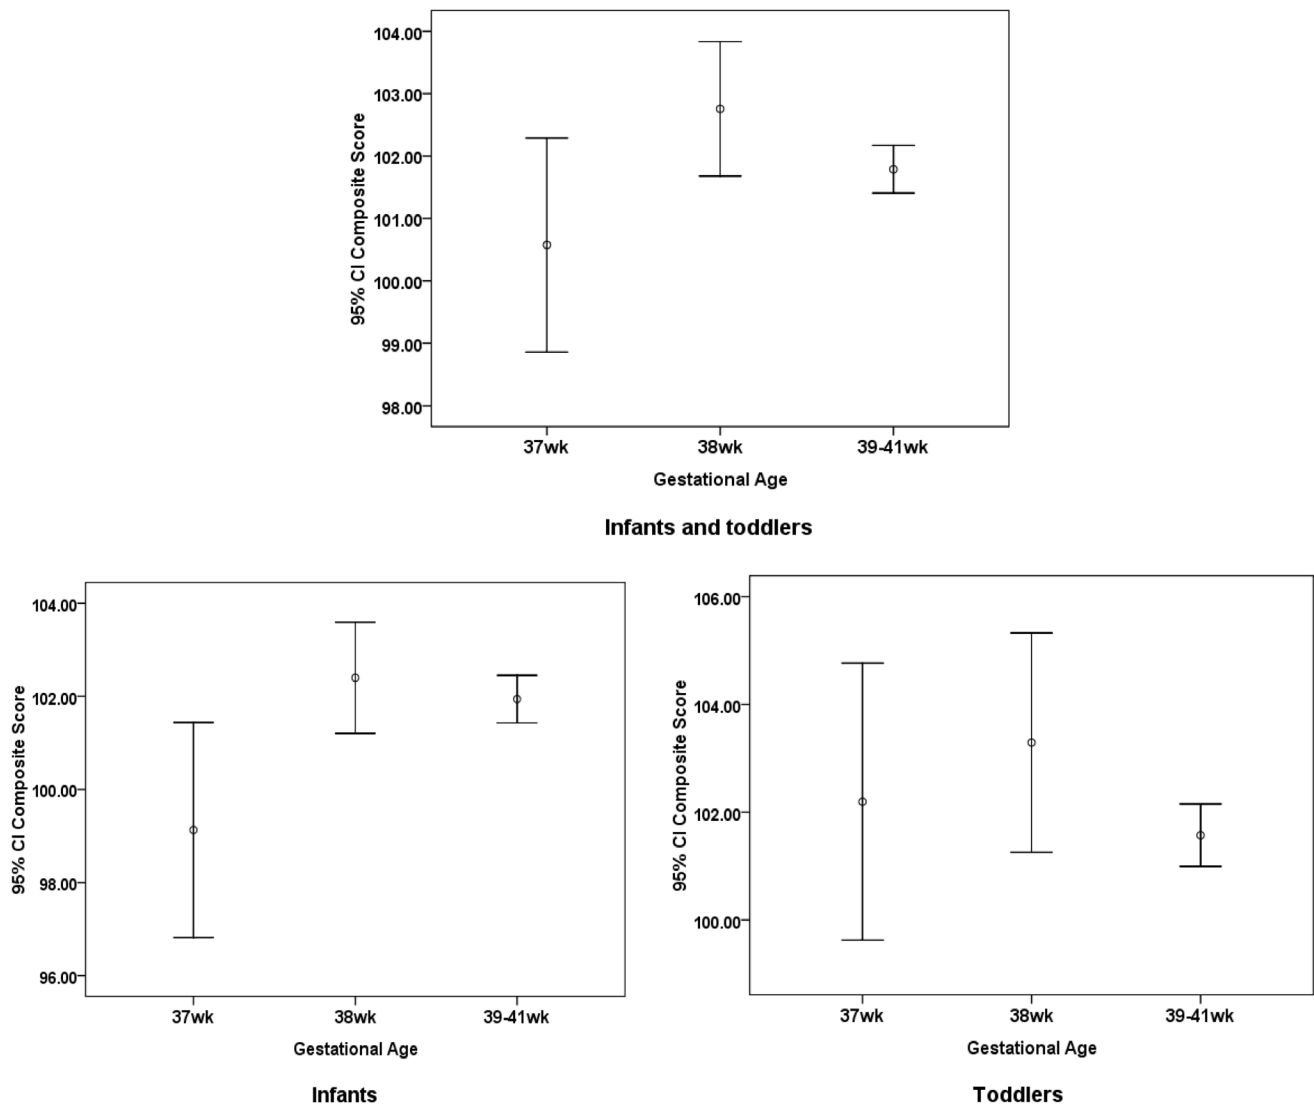 95% CI Composite Score
104.00
103.00
102.00
101.00
100.00
99.00
98.00
37wk 38wk 39-41wk
Gestational Age
Infants and toddlers
95% CI Composite Score
104.00
102.00
100.00
98.00
96.00
37wk 38wk 39-41wk
Gestational Age
Infants
95% CI Composite Score
106.00
104.00
102.00
100.00
37wk 38wk 39-41wk
Gestational Age
Toddlers